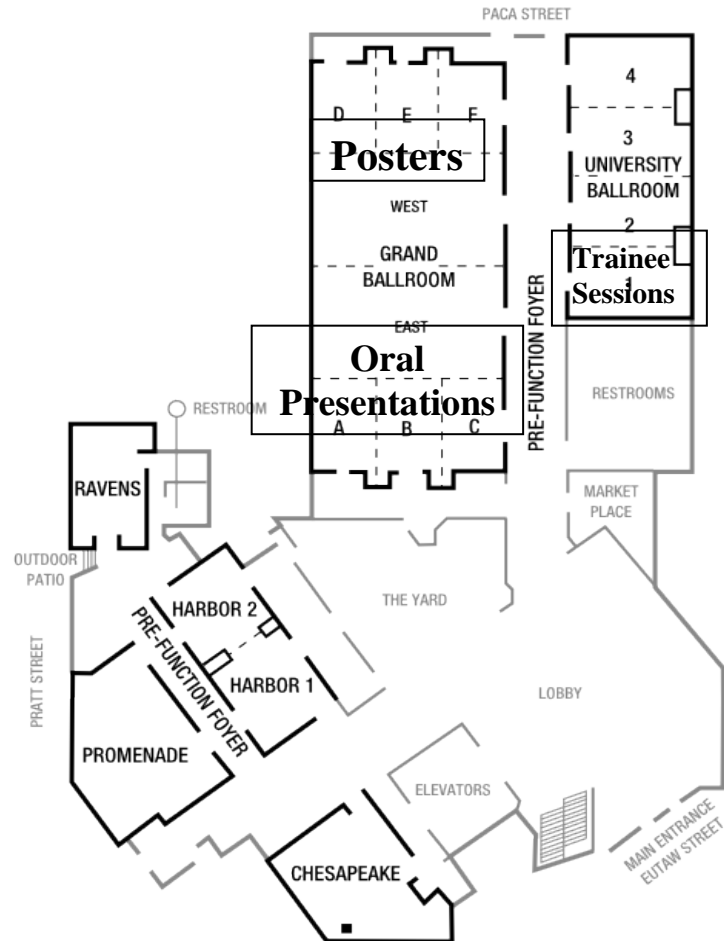 PACA STREET
D
E
F
Posters
WEST
GRAND
BALLROOM
EAST
Oral
Presentations
A
B
C
PRE-FUNCTION FOYER
4
3
UNIVERSITY
BALLROOM
2
Trainee
1
Sessions
RESTROOMS
MARKET
PLACE
RESTROOM
RAVENS
OUTDOOR
PATIO
PRATT STREET
HARBOR 2
HARBOR 1
PRE-FUNCTION FOYER
PROMENADE
THE YARD
LOBBY
ELEVATORS
CHESAPEAKE
MAIN ENTRANCE
EUTAW STREET